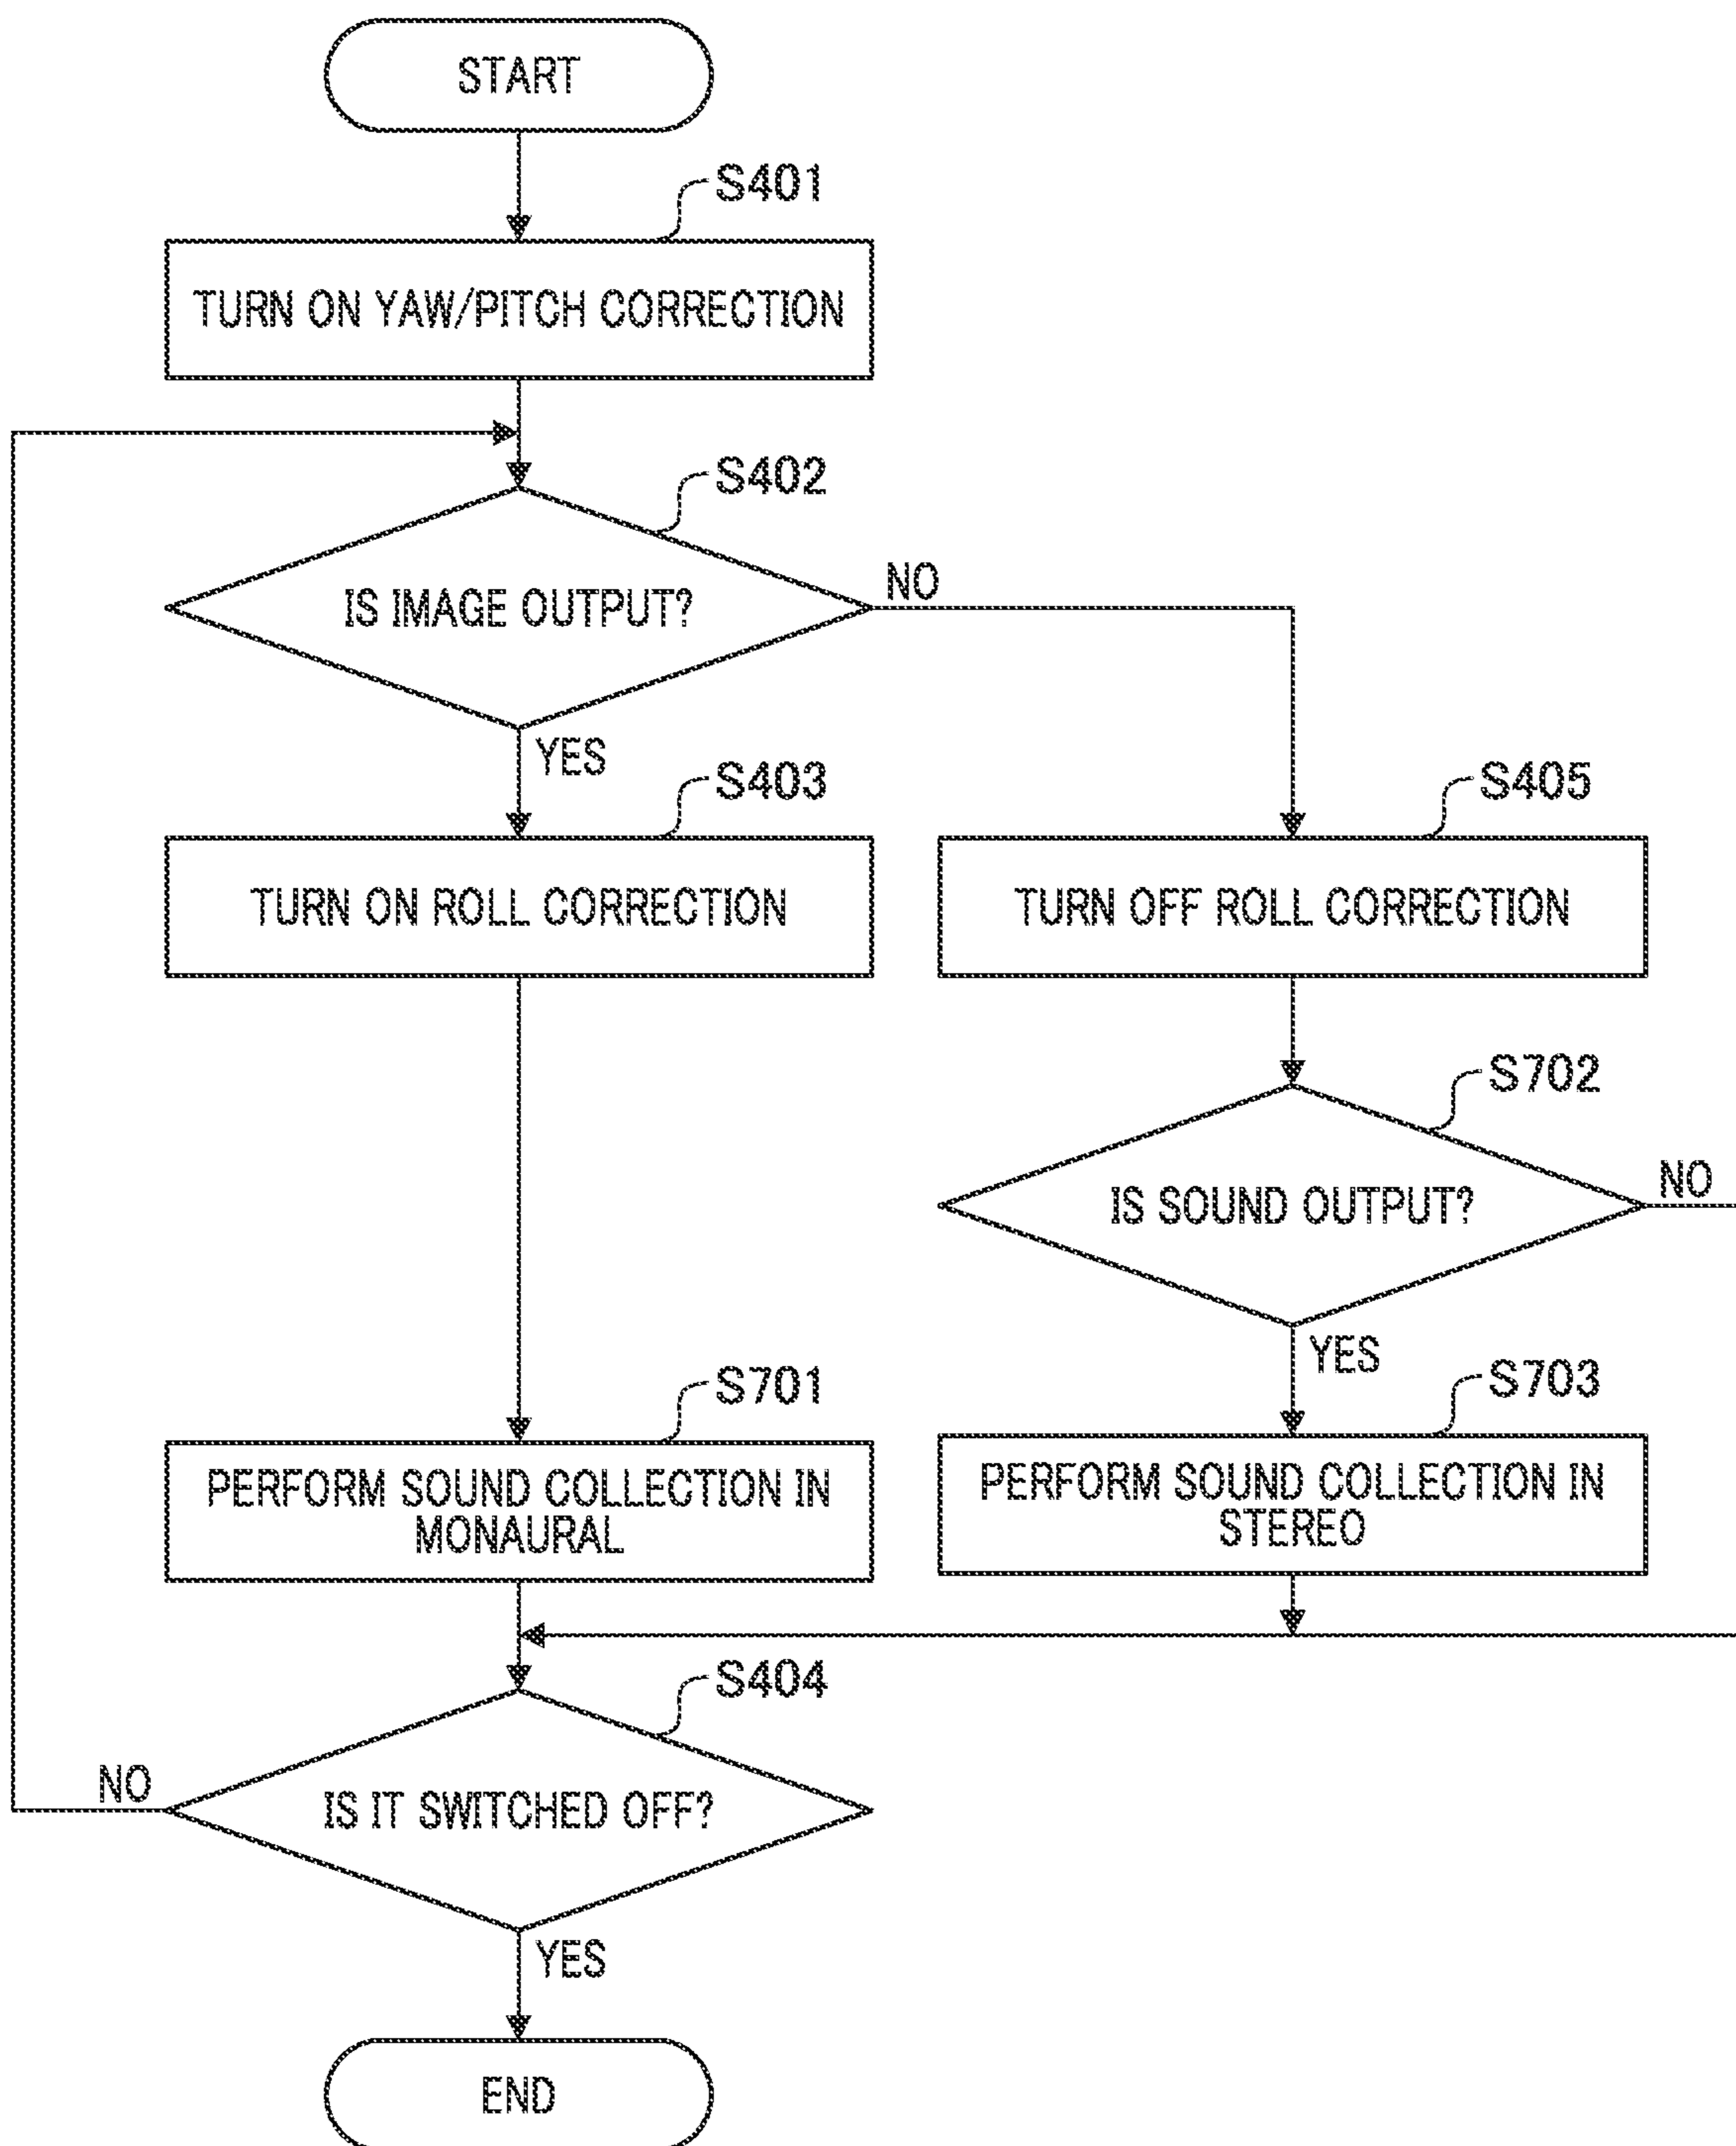 START
S401
TURN ON YAW/PITCH CORRECTION
S402
IS IMAGE OUTPUT?
NO
YES
S403
TURN ON ROLL CORRECTION
S405
TURN OFF ROLL CORRECTION
S702
IS SOUND OUTPUT?
NO
YES
S701
PERFORM SOUND COLLECTION IN
MONAURAL
S703
PERFORM SOUND COLLECTION IN
STEREO
S404
IS IT SWITCHED OFF?
NO
YES
END